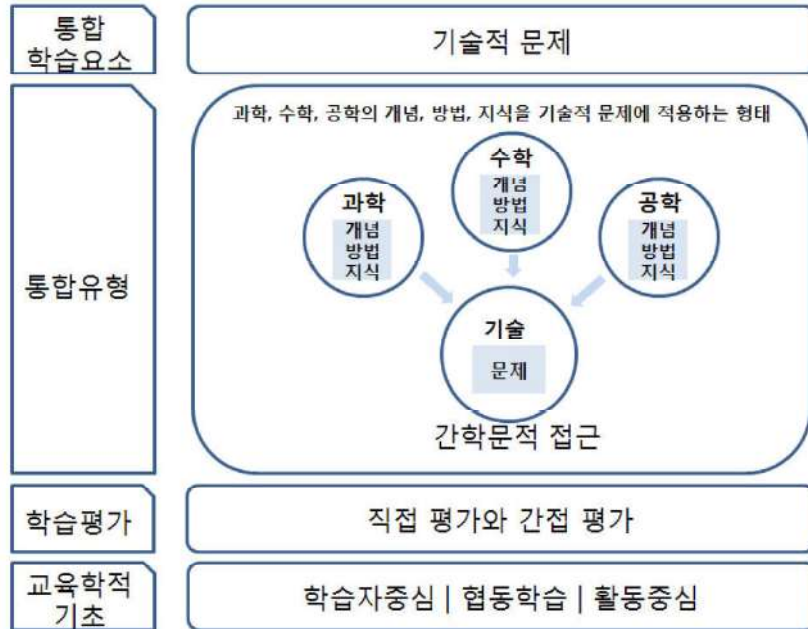 통합
학습요소
기술적 문제
통합유형
과학, 수학, 공학의 개념, 방법, 지식을 기술적 문제에 적용하는 형태
수학
개념
방법
지식
과학
개념
방법
지식
공학
개념
방법
지식
기술
문제
간학문적 접근
학습평가
직접 평가와 간접 평가
교육학적
기초
학습자중심 | 협동학습 | 활동중심